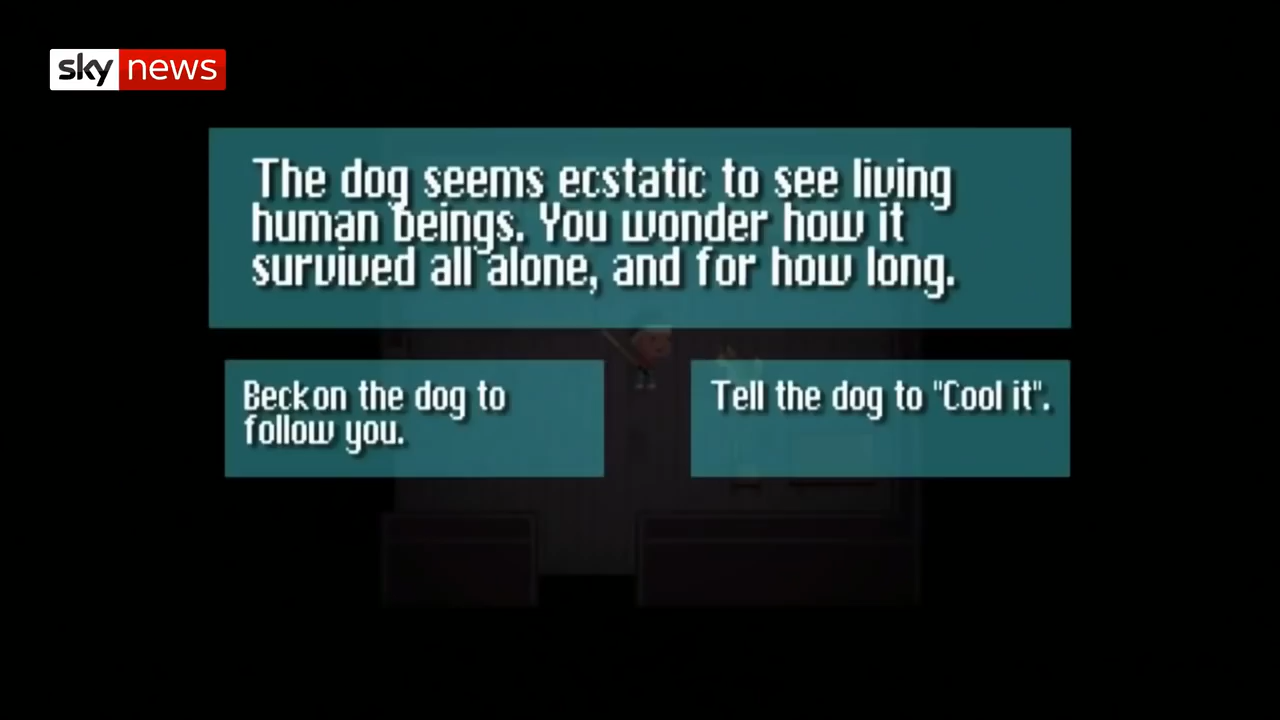 sky news
The dog seems ecstatic to see living
human beings. You wonder how it
survived all alone, and for how long.
Beckon the dog to
follow you.
Tell the dog to "Cool it".